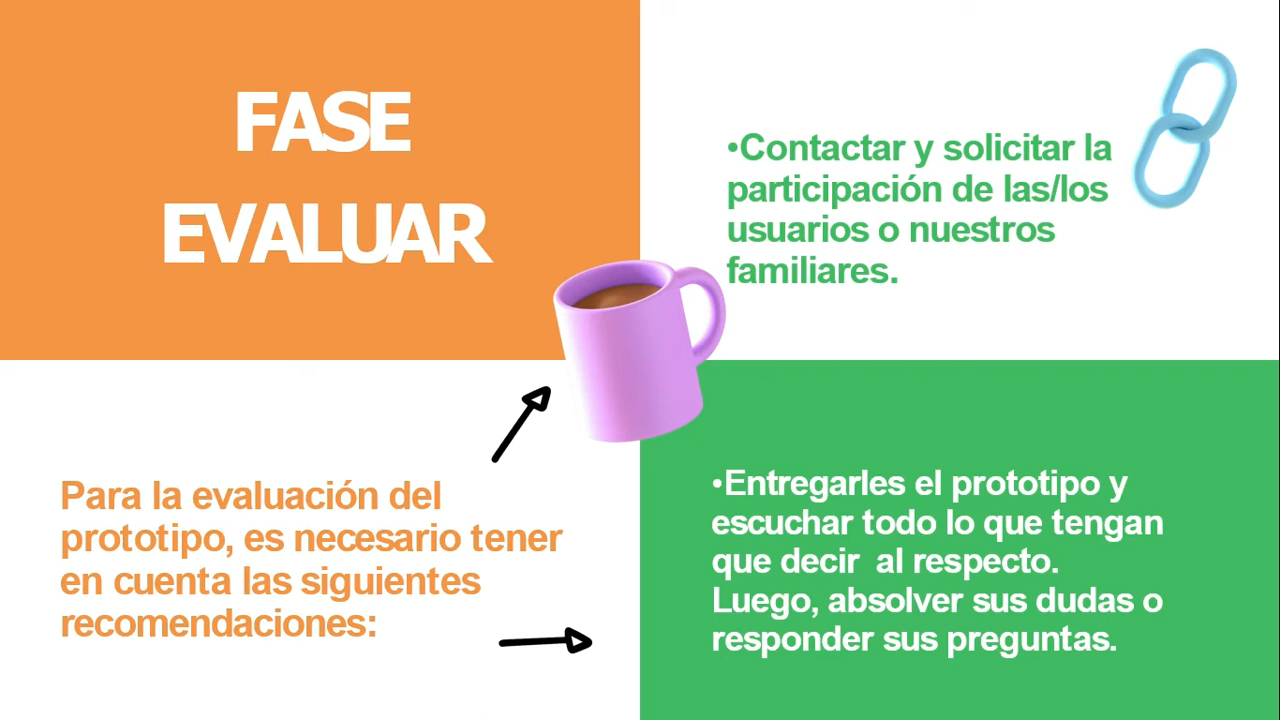 FASE
EVALUAR
•Contactar y solicitar la
participación de las/los
usuarios o nuestros
familiares.
Para la evaluación del
prototipo, es necesario tener
en cuenta las siguientes
recomendaciones:
•Entregarles el prototipo y
escuchar todo lo que tengan
que decir  al respecto.
Luego, absolver sus dudas o
responder sus preguntas.